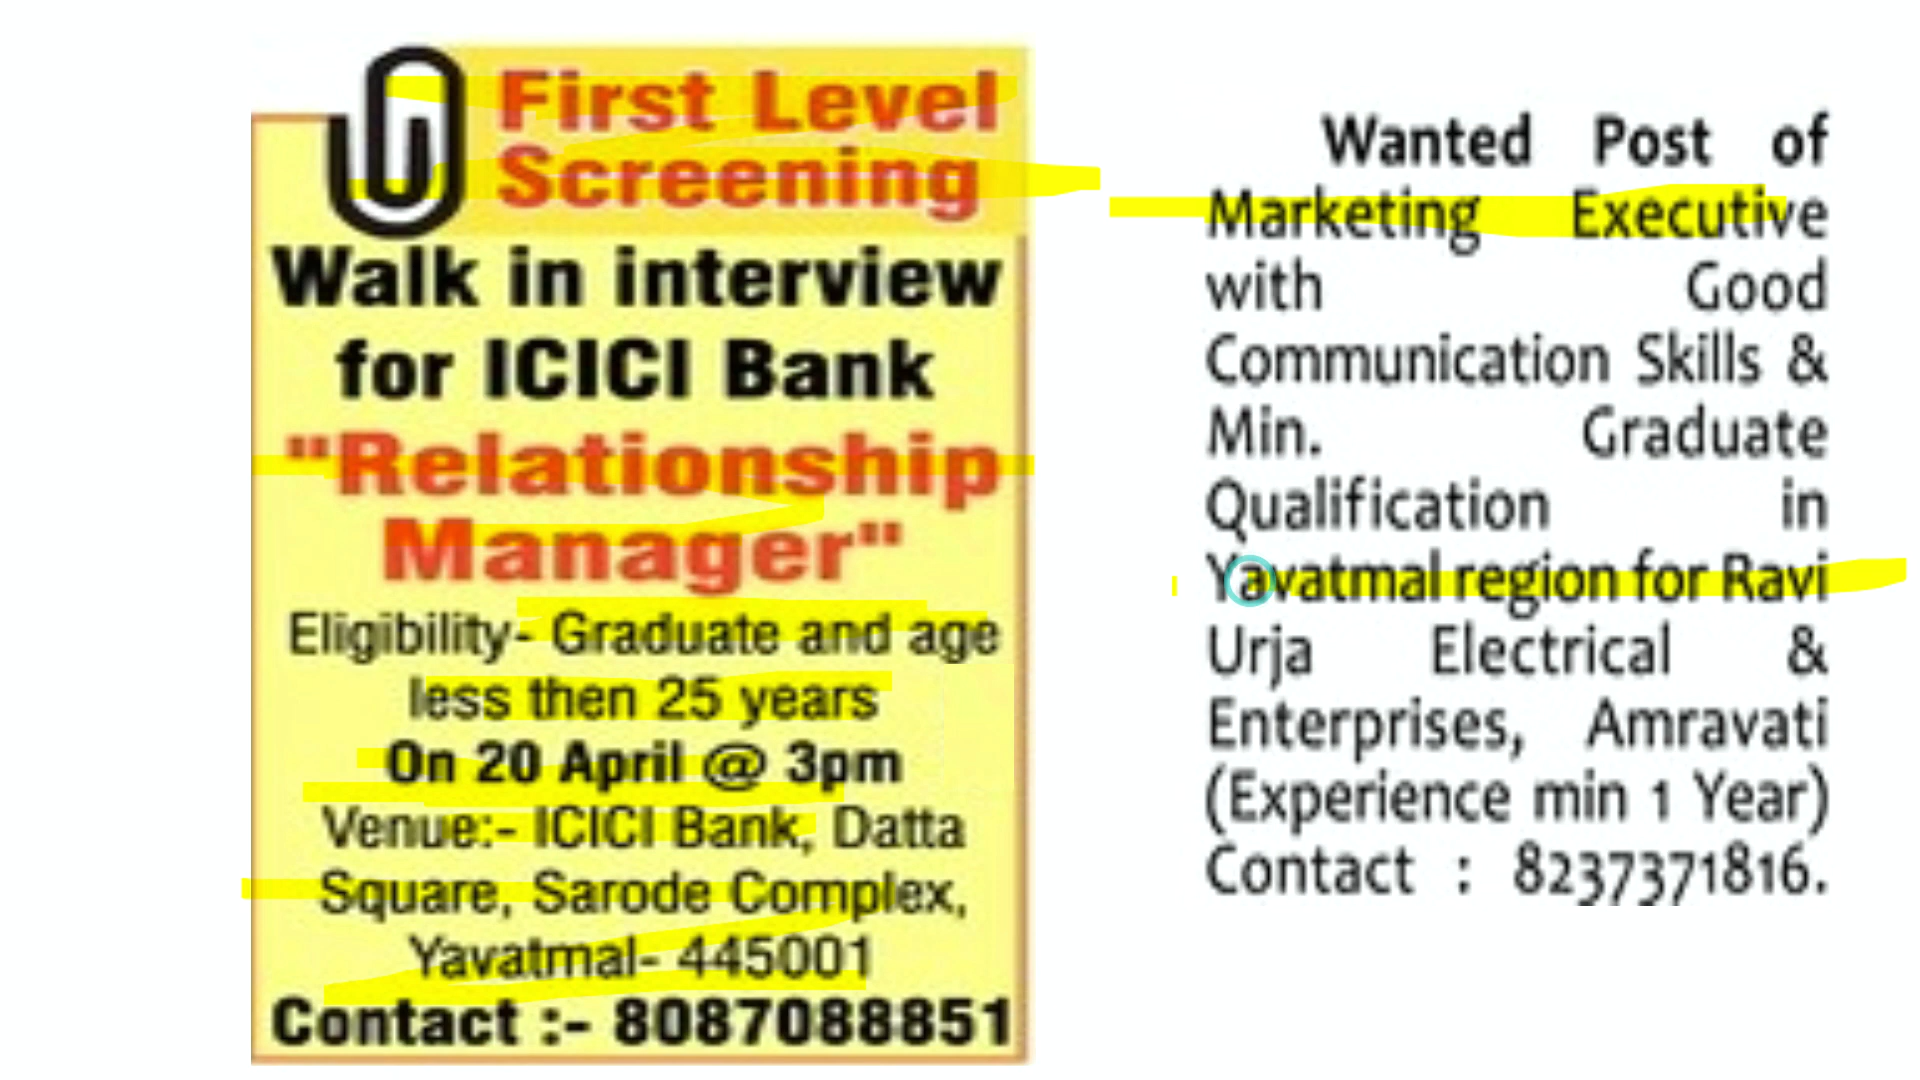 First Level
Screening
Walk in interview
for ICICI Bank
"Relationship
Manager"
Eligibility- Graduate and age
less then 25 years
On 20 April @ 3pm
Venue:- ICICI Bank, Datta
Square, Sarode Complex,
Yavatmal- 445001
Contact :- 8087088851
Wanted Post of
Marketing Executive
with Good
Communication Skills &
Min. Graduate
Qualification in
Yavatmal region for Ravi
Urja Electrical &
Enterprises, Amravati
(Experience min 1 Year)
Contact : 8237371816.